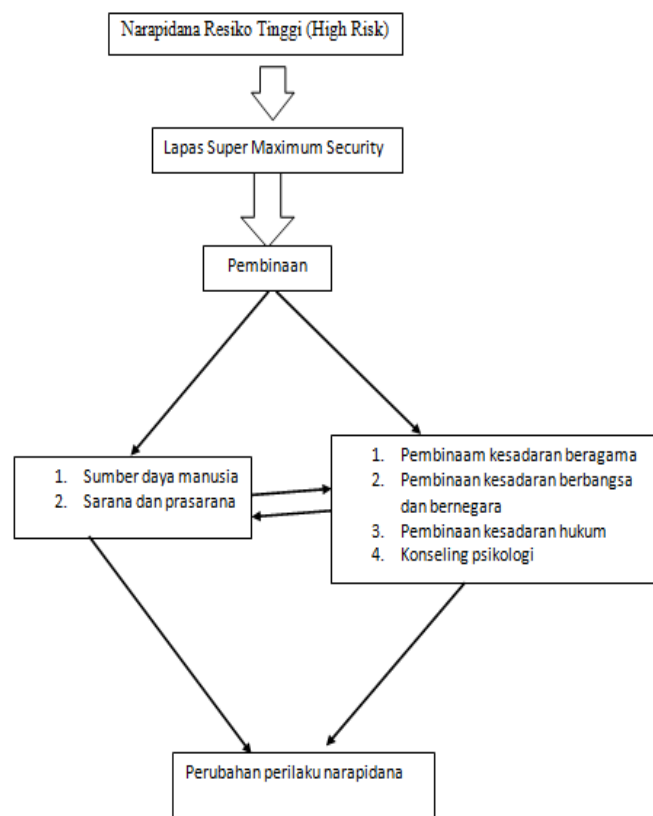 Narapidana Resiko Tinggi (High Risk)
Lapas Super Maximum Security
Pembinaan
1. Sumber daya manusia
2. Sarana dan prasarana
1. Pembinaam kesadaran beragama
2. Pembinaan kesadaran berbangsa
dan bernegara
3. Pembinaan kesadaran hukum
4. Konseling psikologi
Perubahan perilaku narapidana